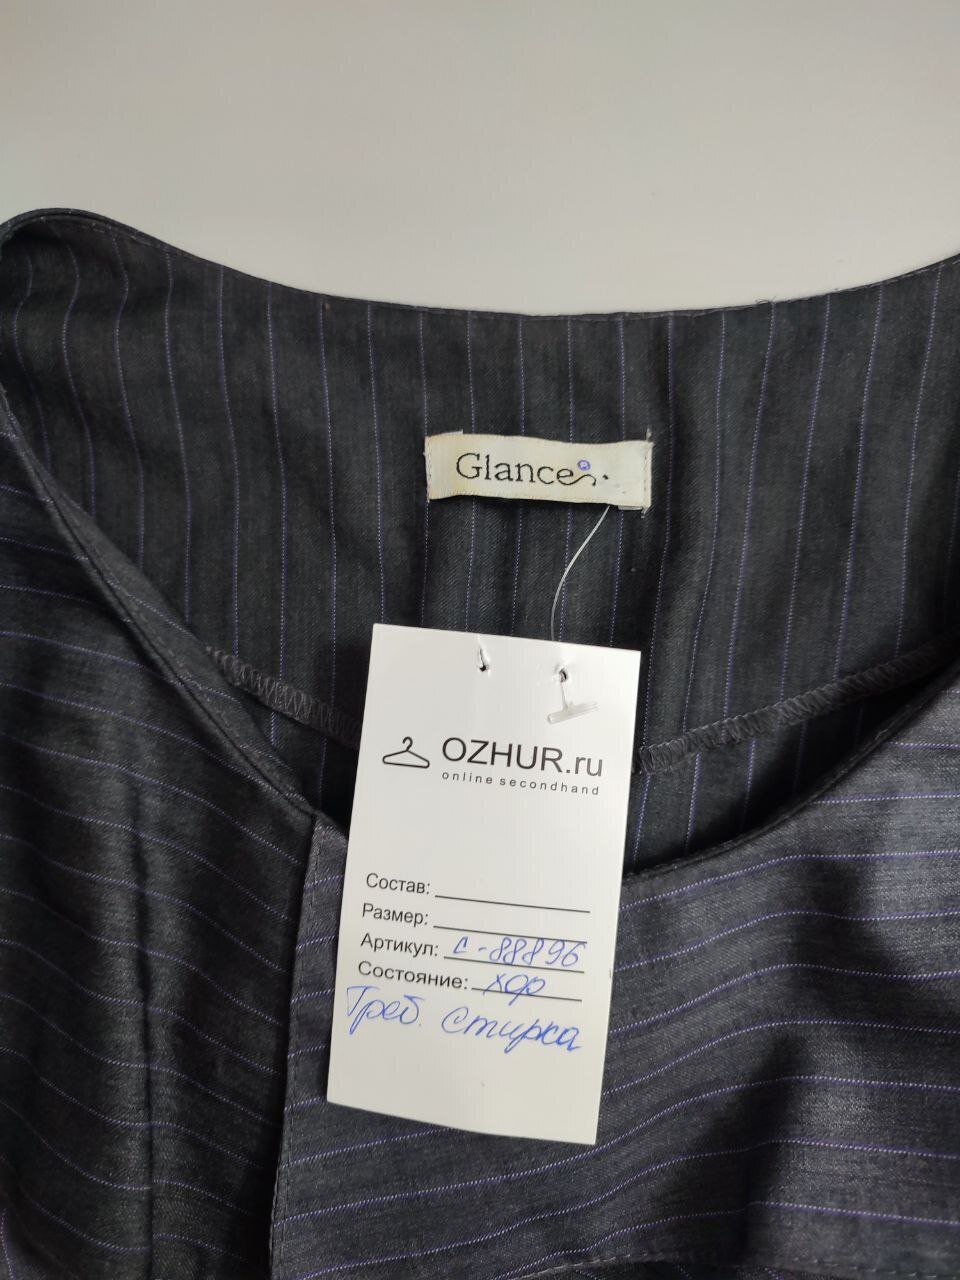 Glance®
OZHUR.ru
online secondhand
Состав:
Размер:
Артикул: С-88896
Состояние: хор
Треб. стирка